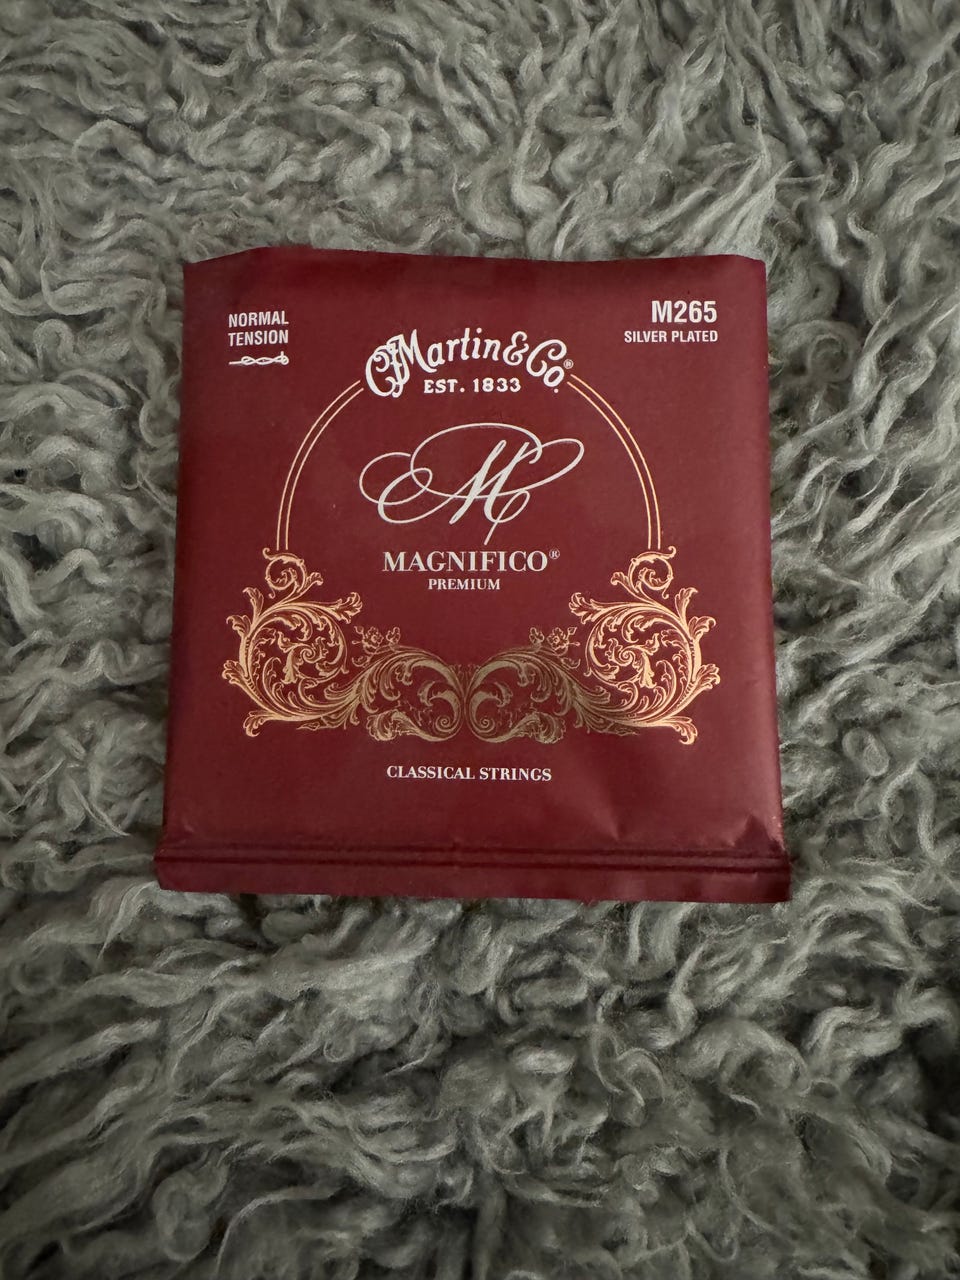 NORMAL
TENSION
M265
SILVER PLATED
CFMartin & Co.®
EST. 1833
M
MAGNIFICO®
PREMIUM
CLASSICAL STRINGS